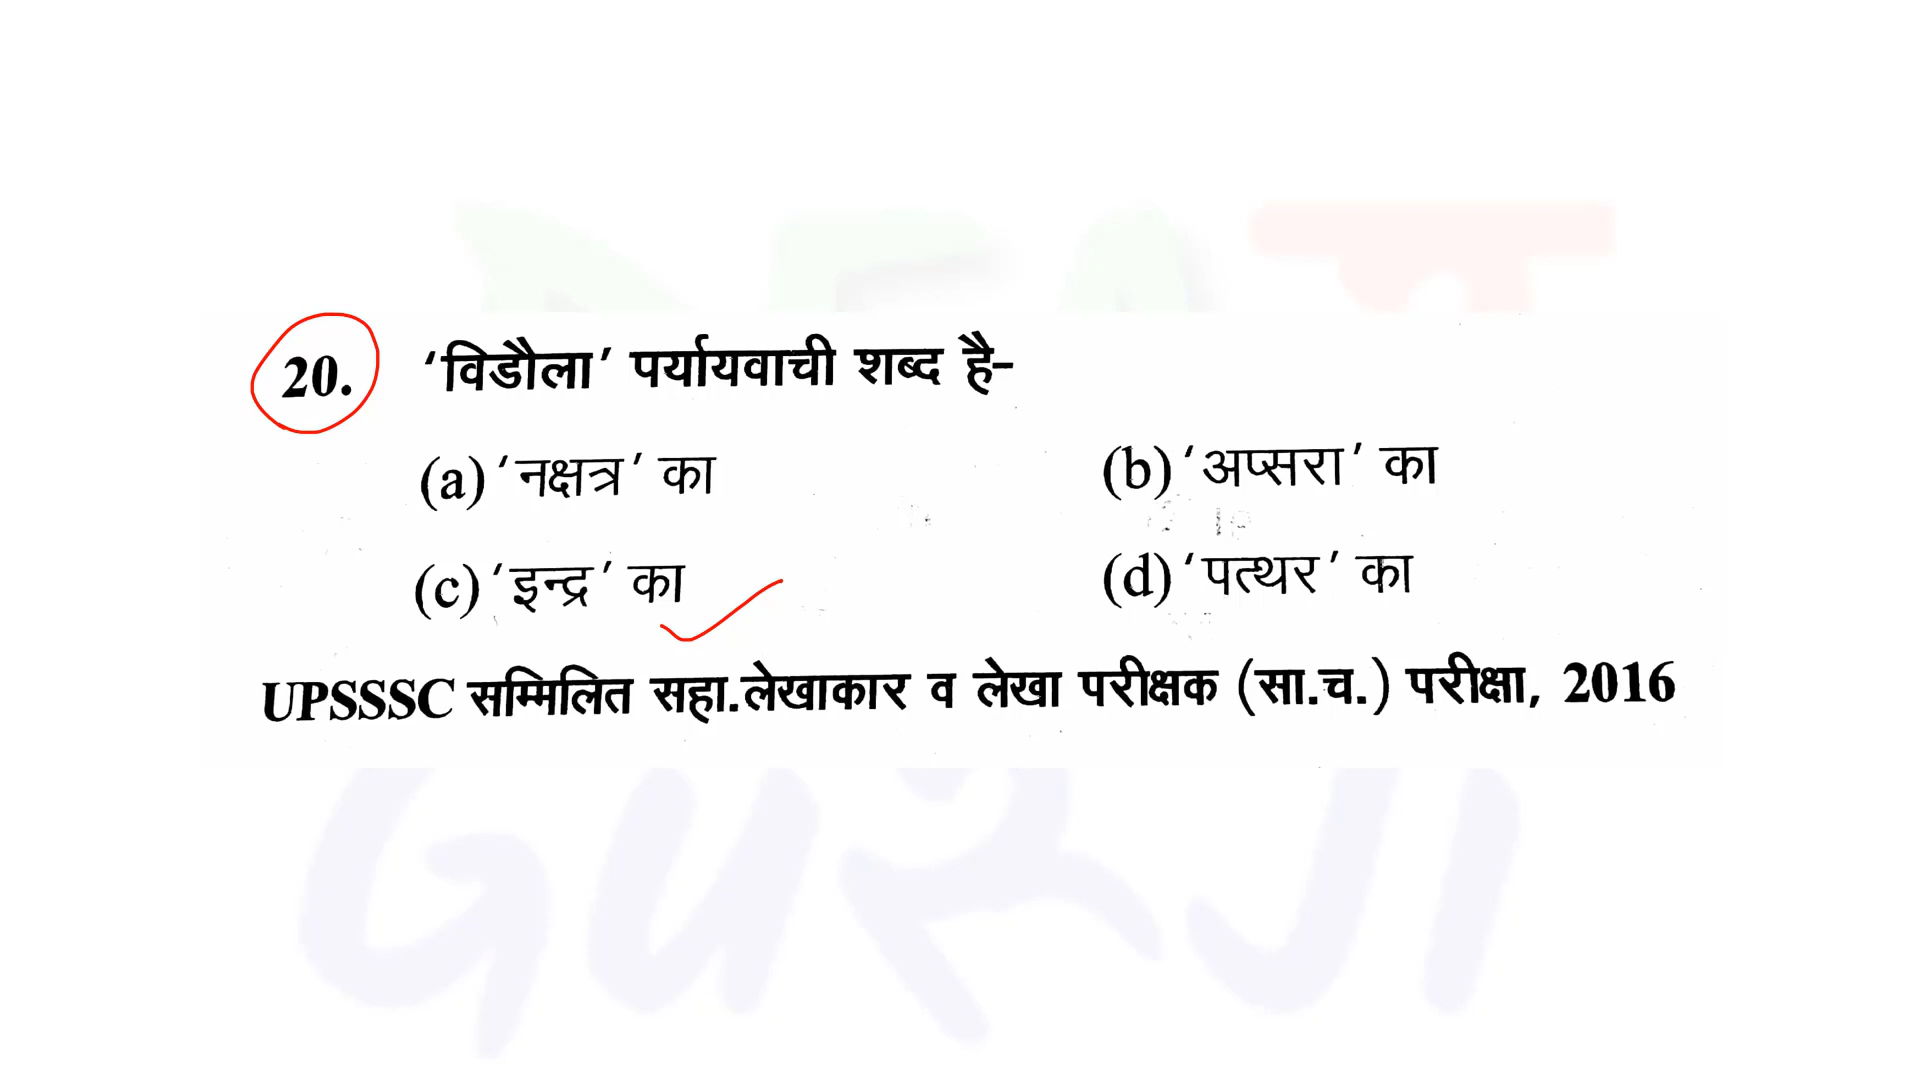 20. 'विडौला' पर्यायवाची शब्द है-
(a) 'नक्षत्र' का (b) 'अप्सरा' का
(c) 'इन्द्र' का (d) 'पत्थर' का
UPSSSC सम्मिलित सहा.लेखाकार व लेखा परीक्षक (सा.च.) परीक्षा, 2016